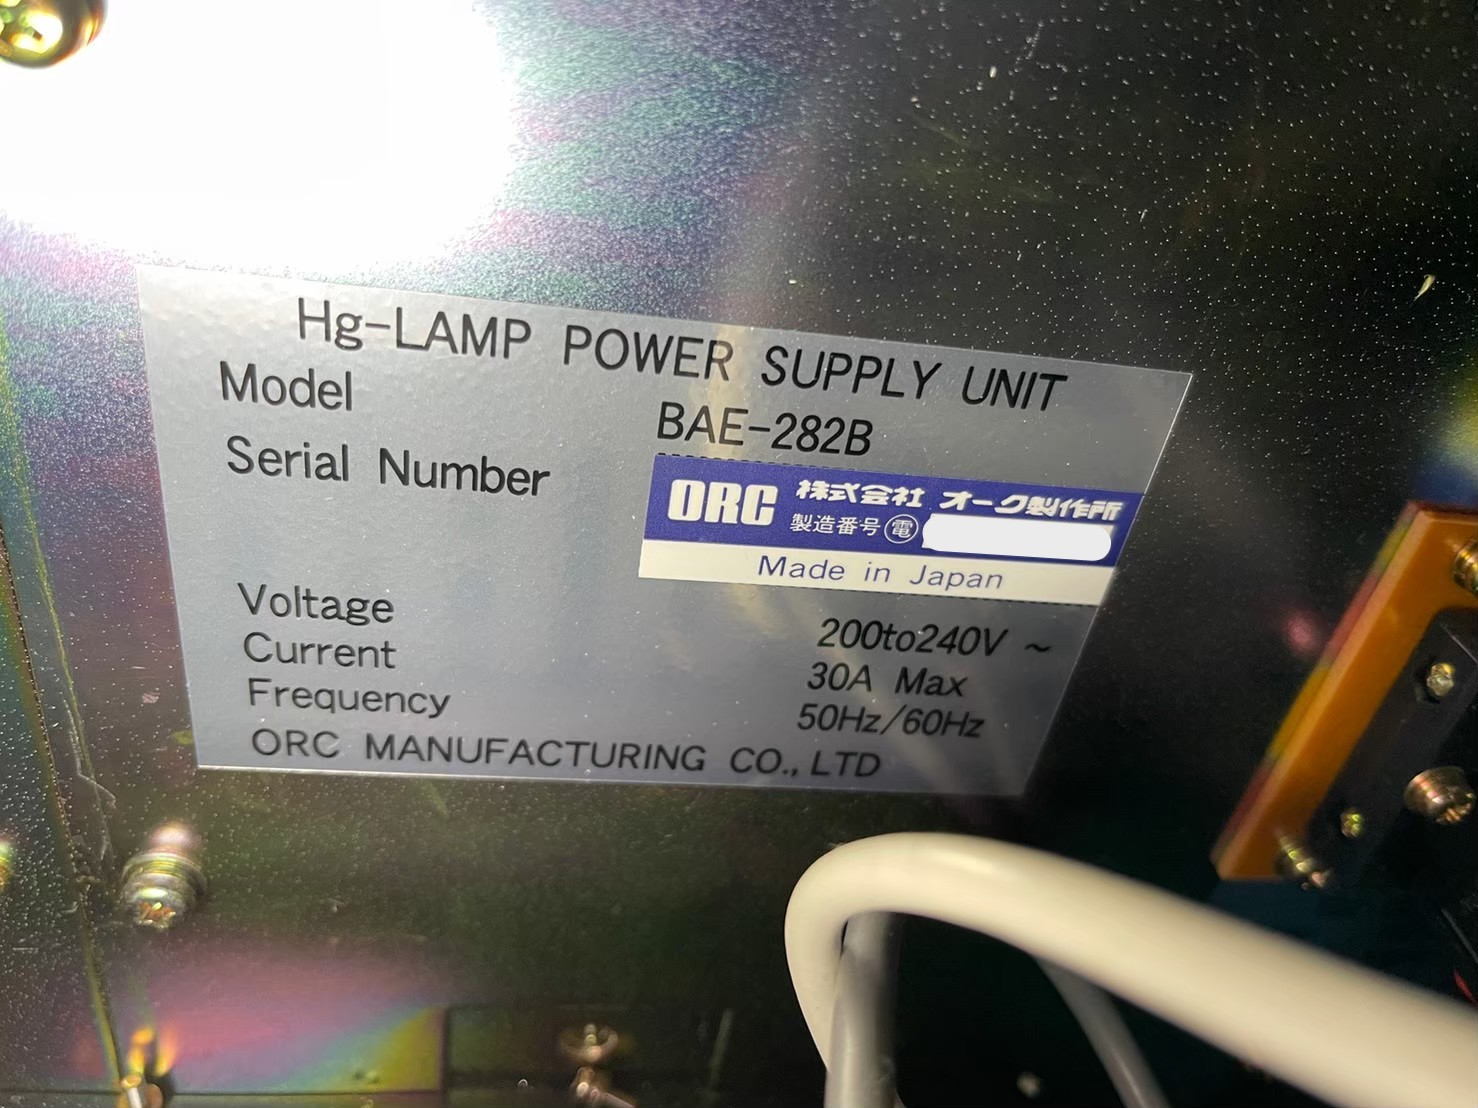 Hg-LAMP POWER SUPPLY UNIT
Model BAE-282B
Serial Number
ORC 株式会社 オーク製作所
製造番号 電
Made in Japan
Voltage 200to240V ~
Current 30A Max
Frequency 50Hz/60Hz
ORC MANUFACTURING CO., LTD